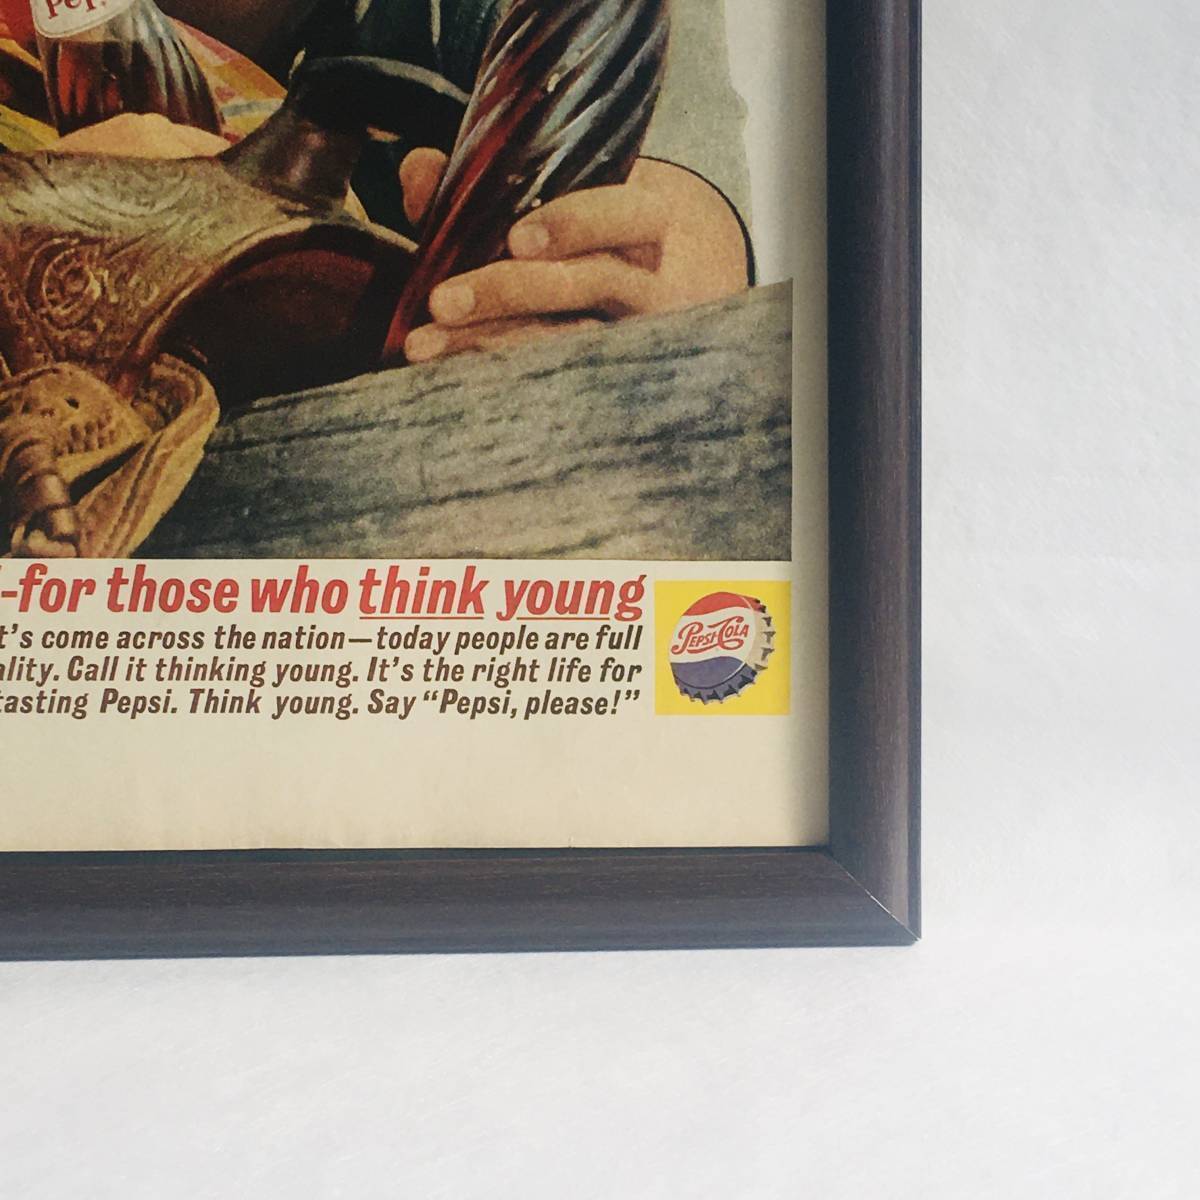 Pep
-for those who think young
t's come across the nation—today people are full
ality. Call it thinking young. It's the right life for
tasting Pepsi. Think young. Say “Pepsi, please!”
PEPSI-COLA